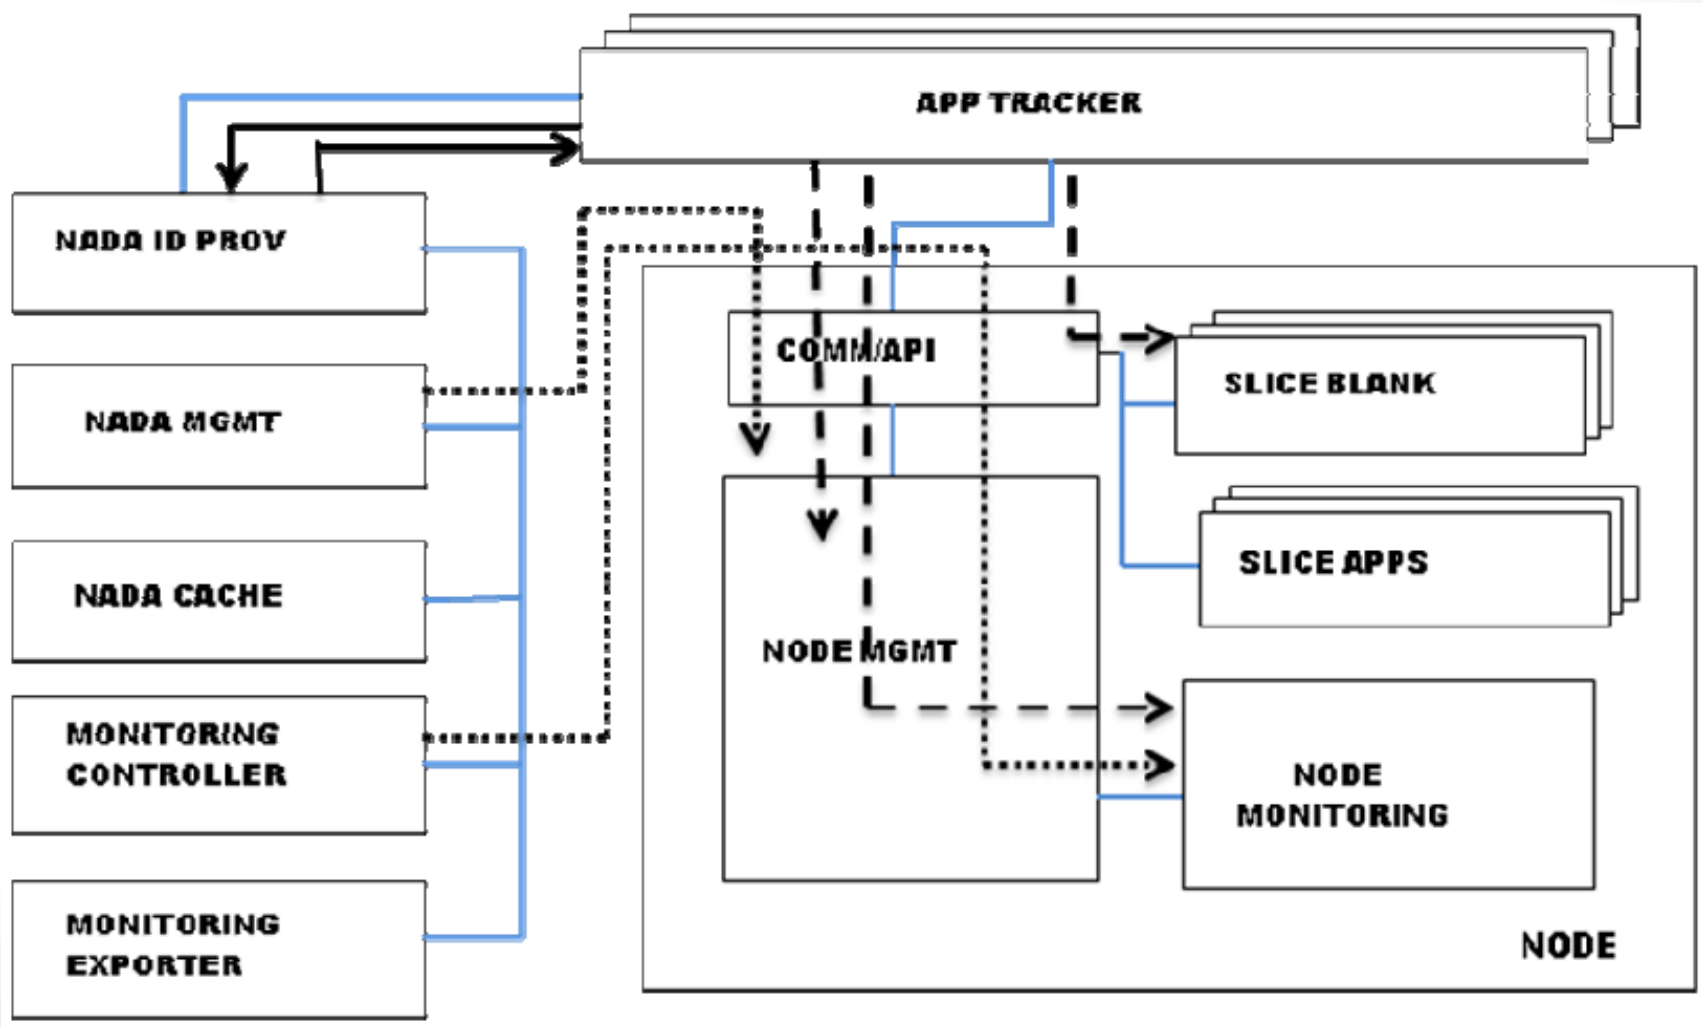 APP TRACKER
NADA ID PROV
COMM/API
SLICE BLANK
NADA MGMT
SLICE APPS
NADA CACHE
NODE MGMT
MONITORING
CONTROLLER
NODE
MONITORING
MONITORING
EXPORTER
NODE